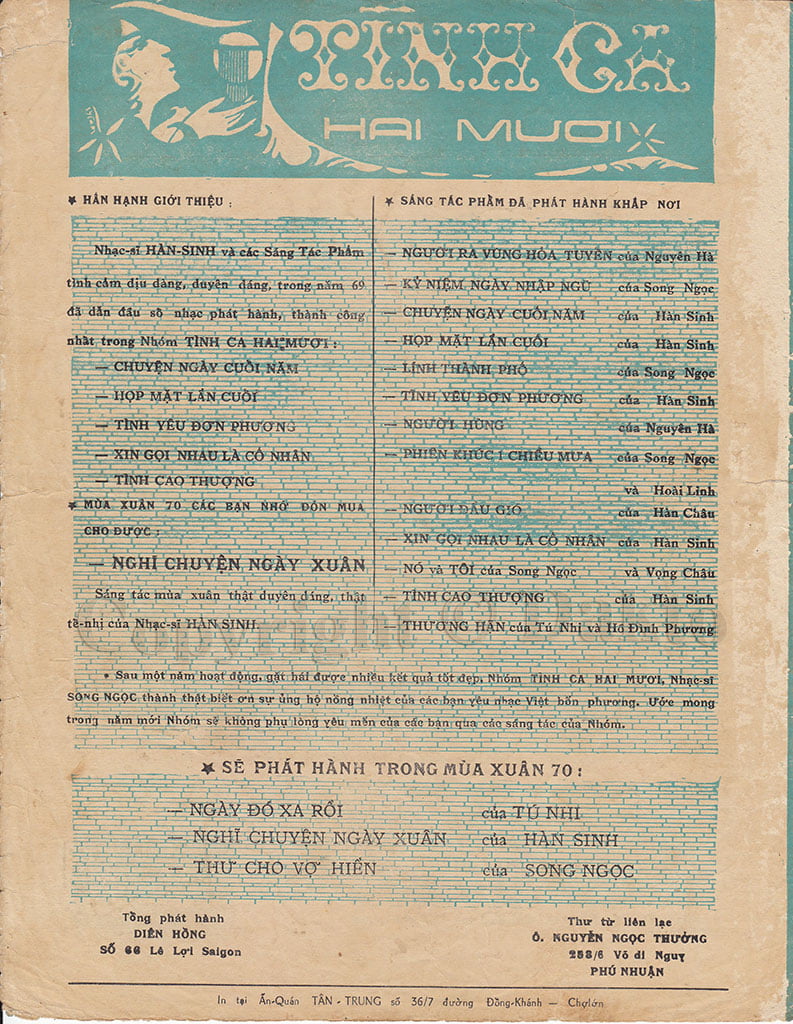 TÌNH CA
HAI MƯƠI
★ HÂN HẠNH GIỚI THIỆU :
Nhạc-sĩ HÀN-SINH và các Sáng Tác Phẩm
tình cảm dịu dàng, duyên dáng, trong năm 69
đã dẫn đầu số nhạc phát hành, thành công
nhất trong Nhóm TÌNH CA HAI MƯƠI :
— CHUYỆN NGÀY CUỐI NĂM
— HỌP MẶT LẦN CUỐI
— TÌNH YÊU ĐƠN PHƯƠNG
— XIN GỌI NHAU LÀ CỐ NHÂN
— TÌNH CAO THƯỢNG
★ MÙA XUÂN 70 CÁC BẠN NHỚ ĐÓN MUA
CHO ĐƯỢC :
— NGHĨ CHUYỆN NGÀY XUÂN
Sáng tác mùa xuân thật duyên dáng, thật
tế-nhị của Nhạc-sĩ HÀN SINH.
★ SÁNG TÁC PHẨM ĐÃ PHÁT HÀNH KHẮP NƠI
— NGƯỜI RA VÙNG HỎA TUYẾN của Nguyên Hà
— KỶ NIỆM NGÀY NHẬP NGŨ của Song Ngọc
— CHUYỆN NGÀY CUỐI NĂM của Hàn Sinh
— HỌP MẶT LẦN CUỐI của Hàn Sinh
— LÍNH THÀNH PHỐ của Song Ngọc
— TÌNH YÊU ĐƠN PHƯƠNG của Hàn Sinh
— NGƯỜI HÙNG của Nguyên Hà
— PHIÊN KHÚC 1 CHIỀU MƯA của Song Ngọc
và Hoài Linh
— NGƯỜI ĐÂU GIÓ của Hàn Châu
— XIN GỌI NHAU LÀ CỐ NHÂN của Hàn Sinh
— NÓ và TÔI của Song Ngọc và Vọng Châu
— TÌNH CAO THƯỢNG của Hàn Sinh
— THƯƠNG HẬN của Tú Nhi và Hồ Đình Phương
Copyright ©
• Sau một năm hoạt động, gặt hái được nhiều kết quả tốt đẹp, Nhóm TÌNH CA HAI MƯƠI, Nhạc-sĩ
SONG NGỌC thành thật biết ơn sự ủng hộ nồng nhiệt của các bạn yêu nhạc Việt bốn phương. Ước mong
trong năm mới Nhóm sẽ không phụ lòng yêu mến của các bạn qua các sáng tác của Nhóm.
★ SẼ PHÁT HÀNH TRONG MÙA XUÂN 70 :
— NGÀY ĐÓ XA RỒI của TÚ NHI
— NGHĨ CHUYỆN NGÀY XUÂN của HÀN SINH
— THƯ CHO VỢ HIỀN của SONG NGỌC
Tổng phát hành
DIÊN HỒNG
SỐ 66 Lê Lợi Saigon
Thư từ liên lạc
Ô. NGUYỄN NGỌC THƯỞNG
258/6 Võ di Nguy
PHÚ NHUẬN
In tại Ấn-Quán TÂN - TRUNG số 36/7 đường Đồng-Khánh — Chợlớn